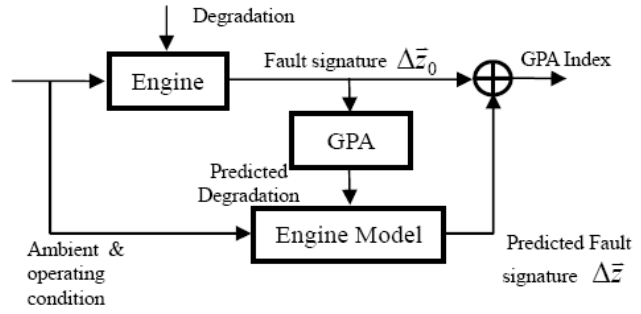 Degradation
Fault signature Δz̄₀
GPA Index
Engine
GPA
Predicted
Degradation
Engine Model
Ambient &
operating
condition
Predicted Fault
signature Δz̄